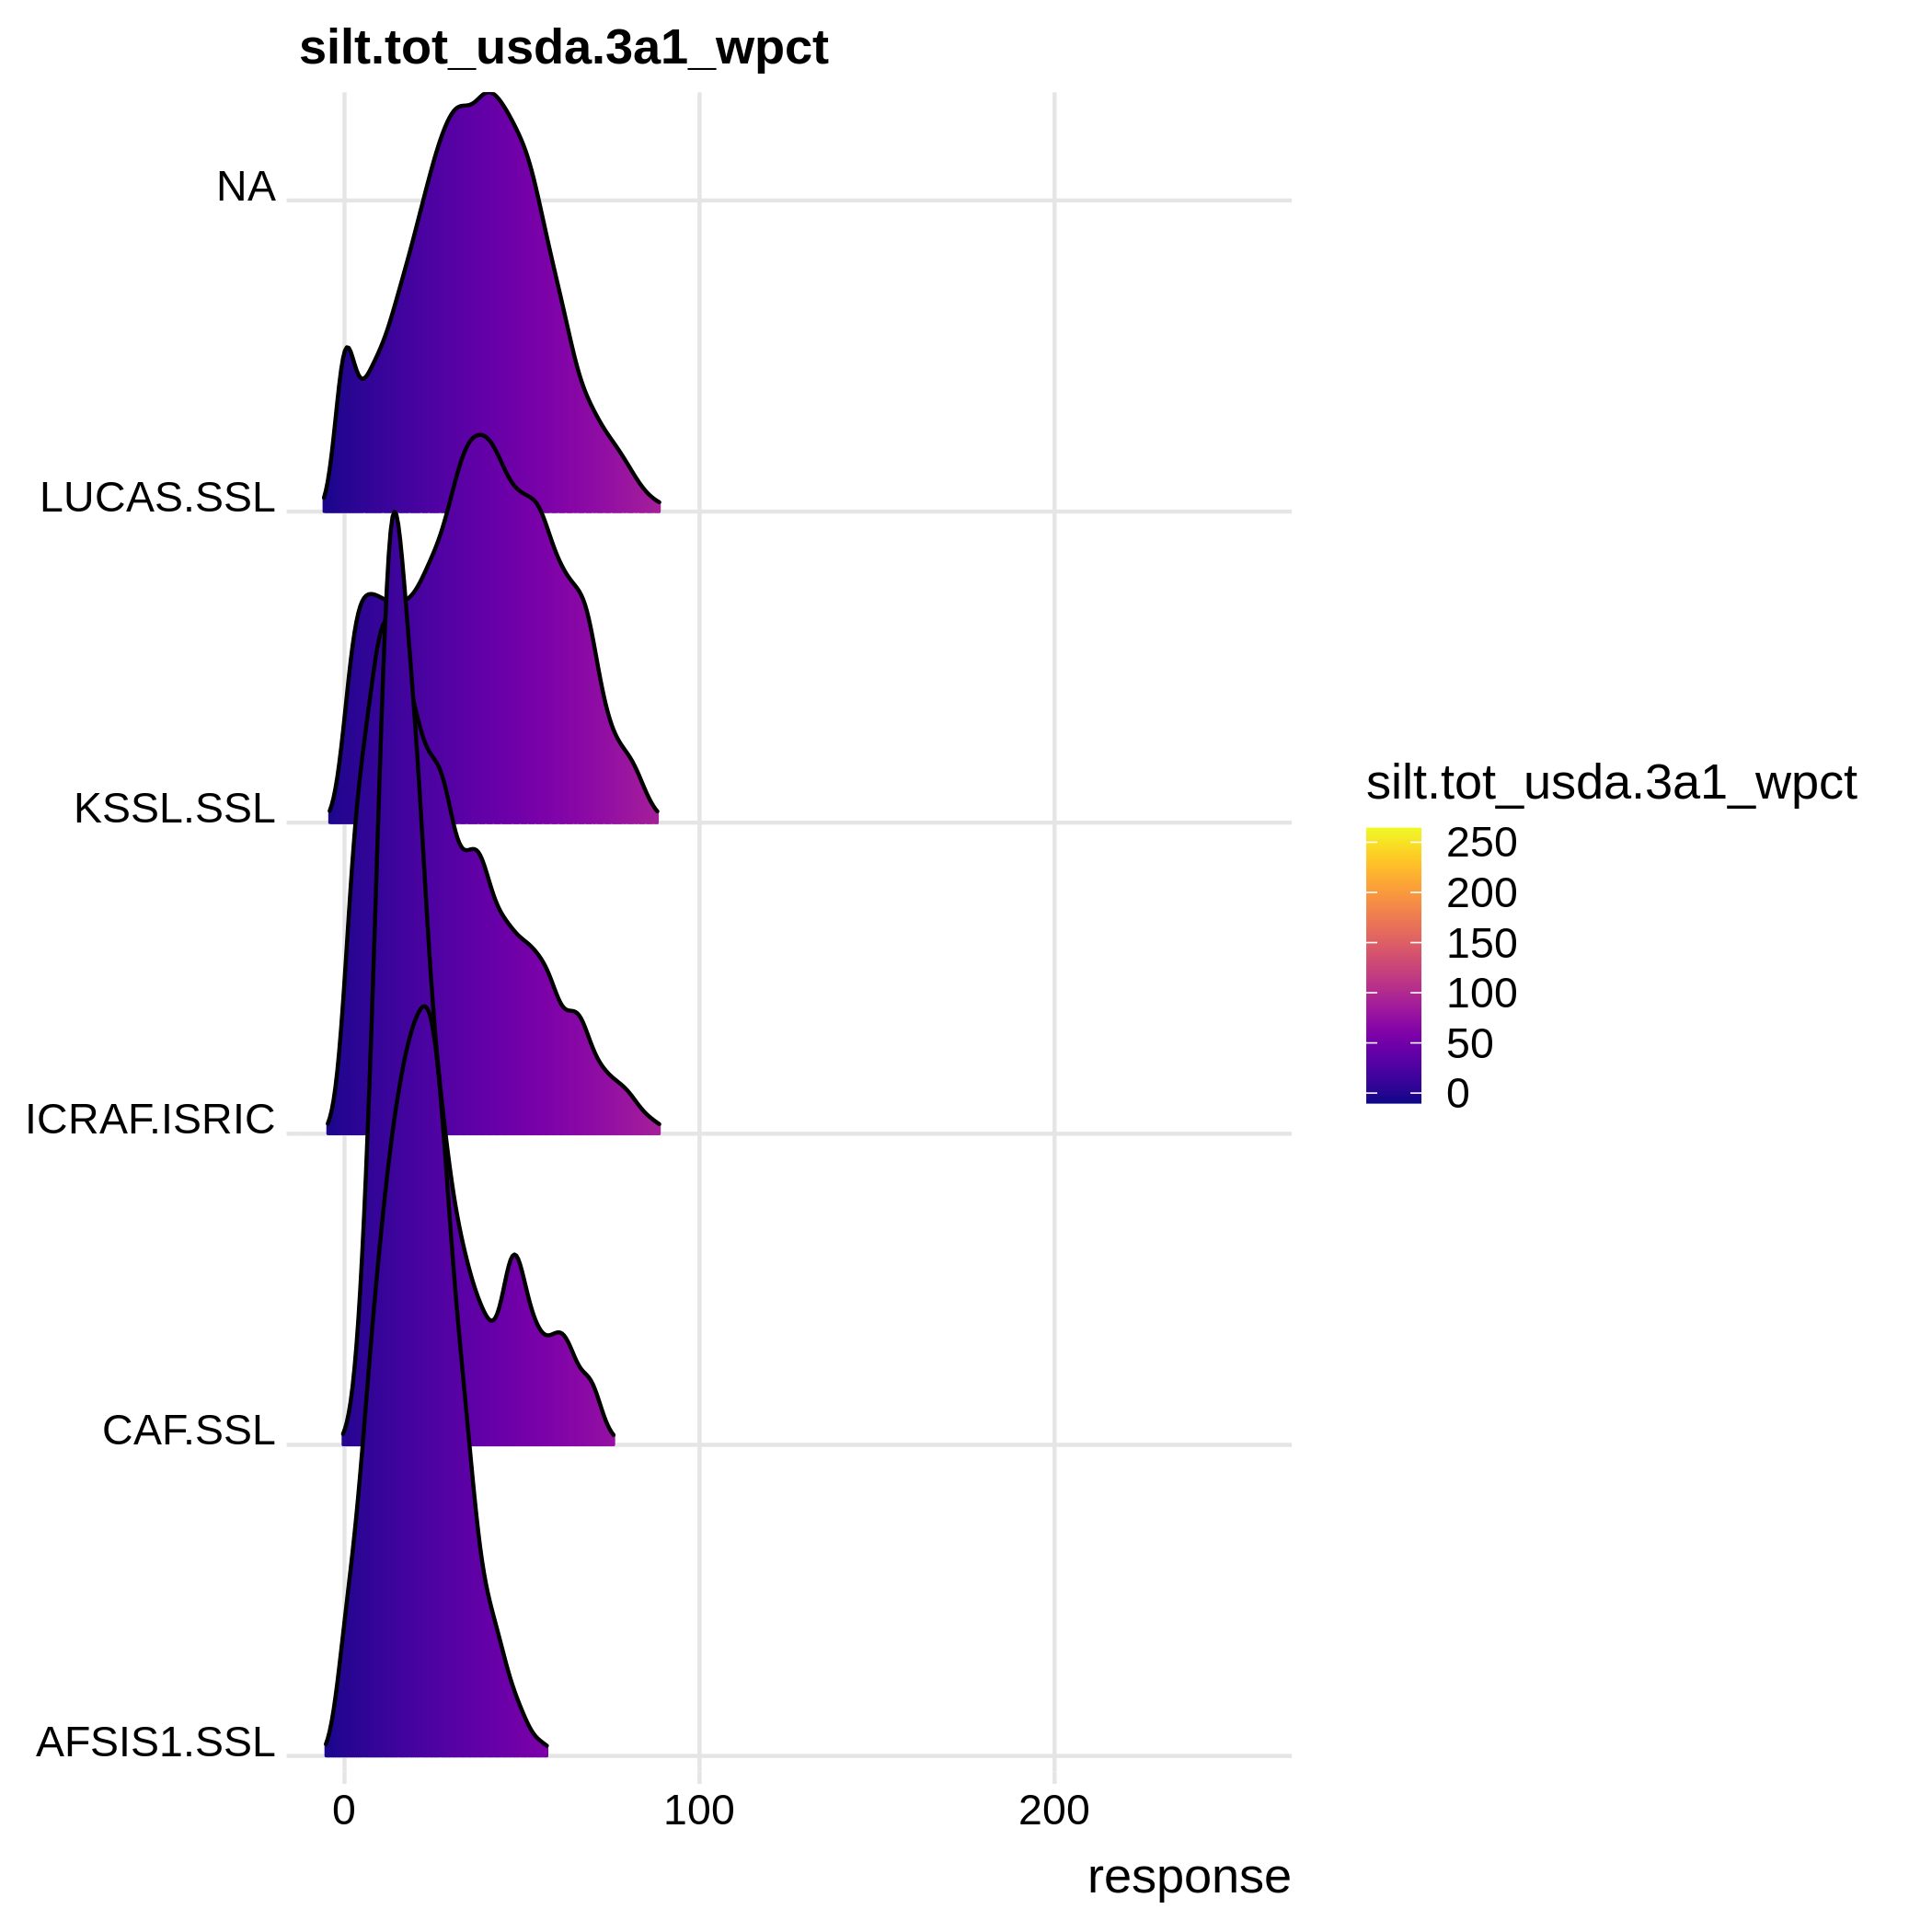 silt.tot_usda.3a1_wpct
NA
LUCAS.SSL
KSSL.SSL
ICRAF.ISRIC
CAF.SSL
AFSIS1.SSL
0 100 200
response
silt.tot_usda.3a1_wpct
250
200
150
100
50
0